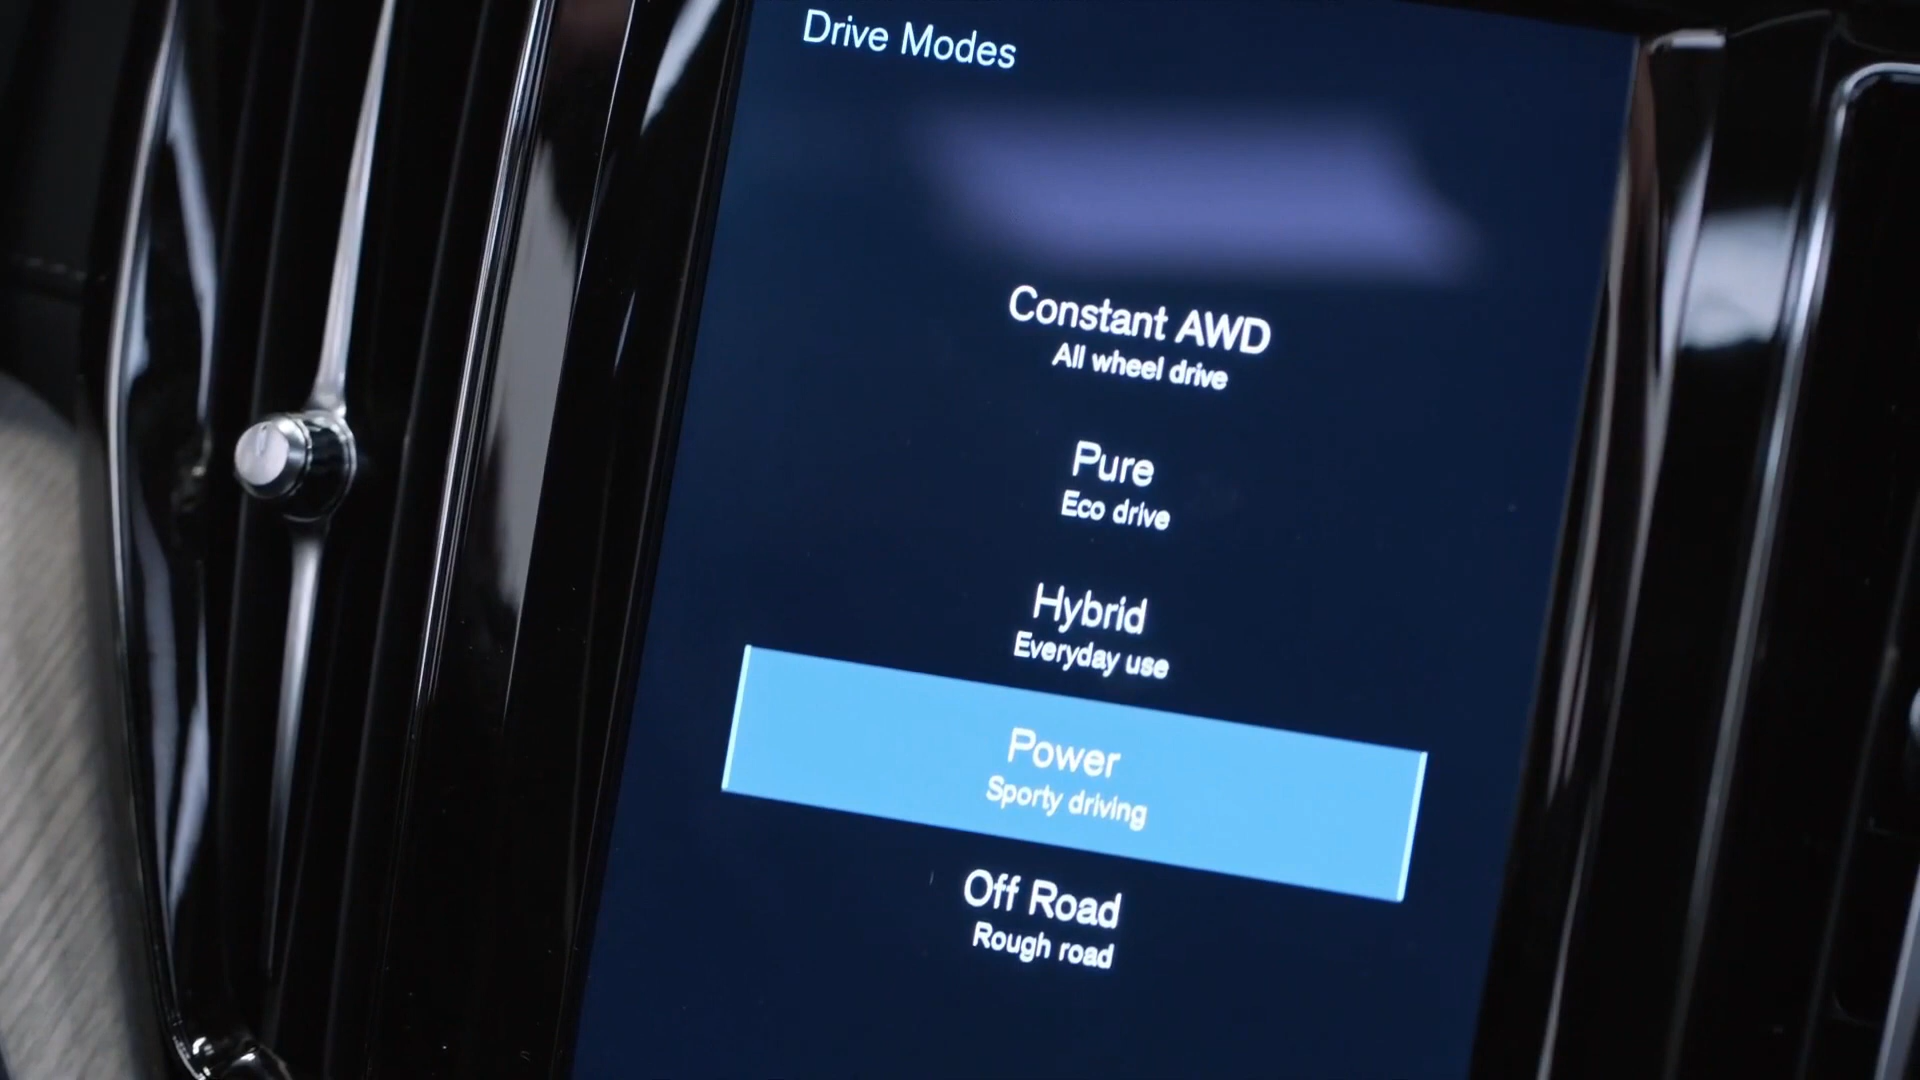 Drive Modes
Constant AWD
All wheel drive
Pure
Eco drive
Hybrid
Everyday use
Power
Sporty driving
Off Road
Rough road